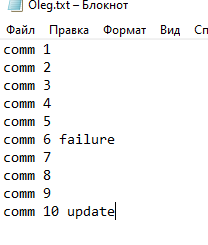 Oleg.txt – Блокнот
Файл Правка Формат Вид
comm 1
comm 2
comm 3
comm 4
comm 5
comm 6 failure
comm 7
comm 8
comm 9
comm 10 update